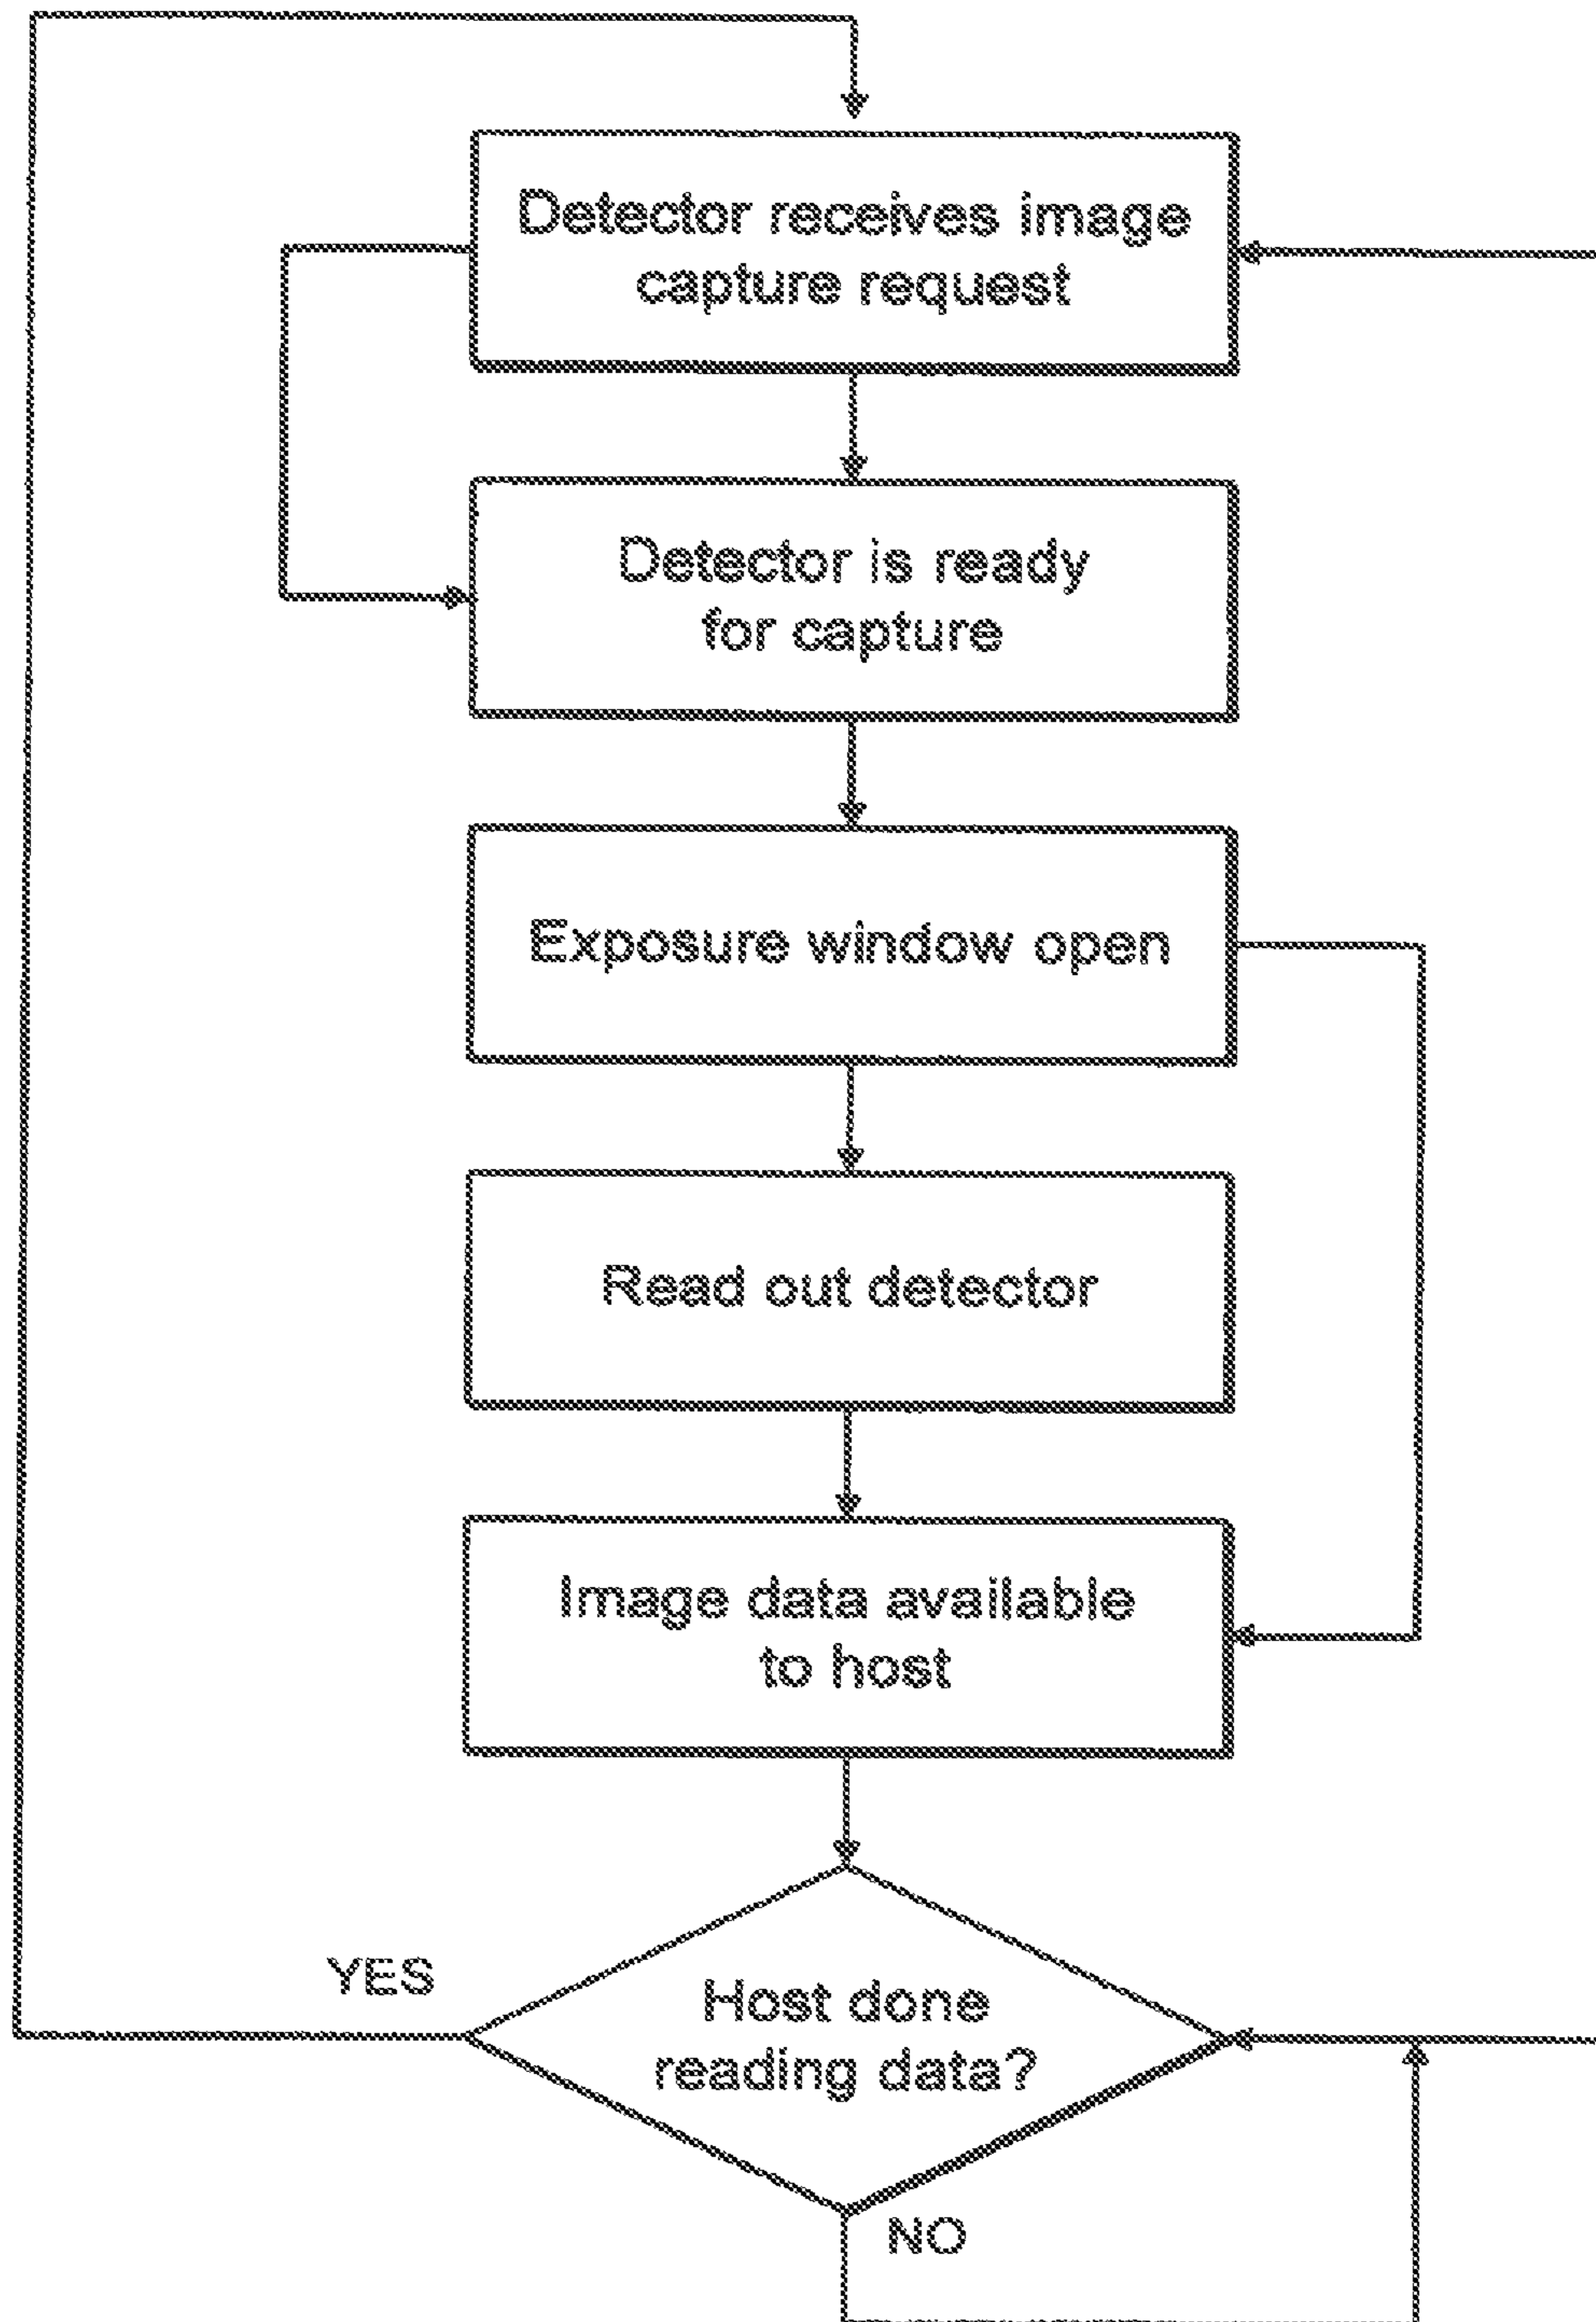 Detector receives image
capture request
Detector is ready
for capture
Exposure window open
Read out detector
Image data available
to host
YES
Host done
reading data?
NO